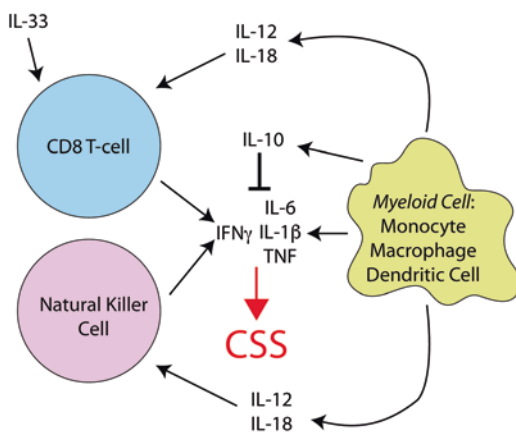 IL-33
IL-12
IL-18
CD8 T-cell
IL-10
Myeloid Cell:
Monocyte
Macrophage
Dendritic Cell
IL-6
IFNγ IL-1β
TNF
Natural Killer
Cell
CSS
IL-12
IL-18